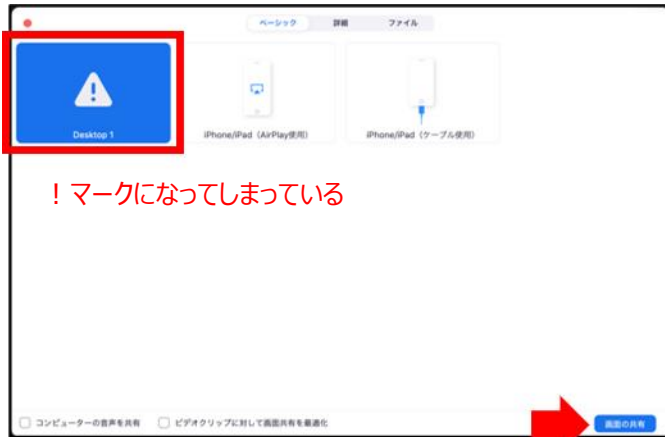 ベーシック 詳細 ファイル
Desktop 1 iPhone/iPad（AirPlay使用） iPhone/iPad（ケーブル使用）
！マークになってしまっている
コンピューターの音声を共有 ビデオクリップに対して画面共有を最適化 画面の共有